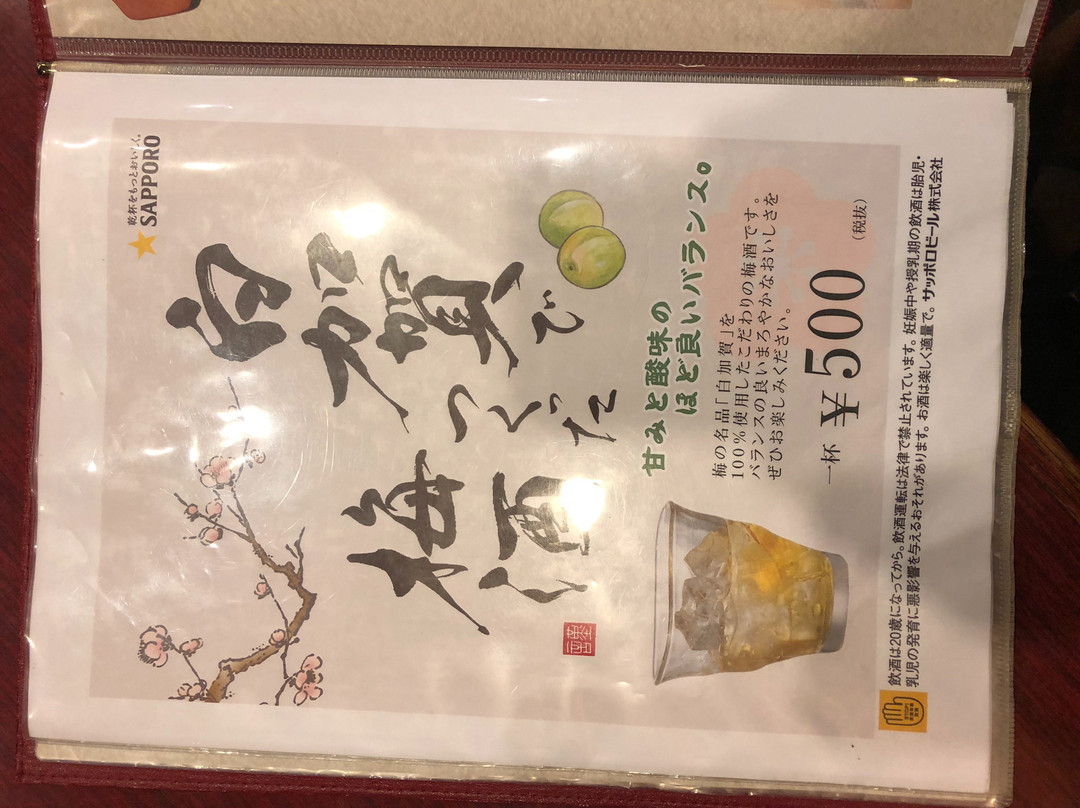 乾杯をもっとおいしく。
SAPPORO
白加賀で
つくった
梅酒
甘みと酸味の
ほど良いバランス。
梅の名品「白加賀」を
100%使用したこだわりの梅酒です。
バランスの良いまろやかなおいしさを
ぜひお楽しみください。
一杯 ¥500(税抜)
飲酒は20歳になってから。飲酒運転は法律で禁止されています。妊娠中や授乳期の飲酒は胎児・
乳児の発育に悪影響を与えるおそれがあります。お酒は楽しく適量で。サッポロビール株式会社